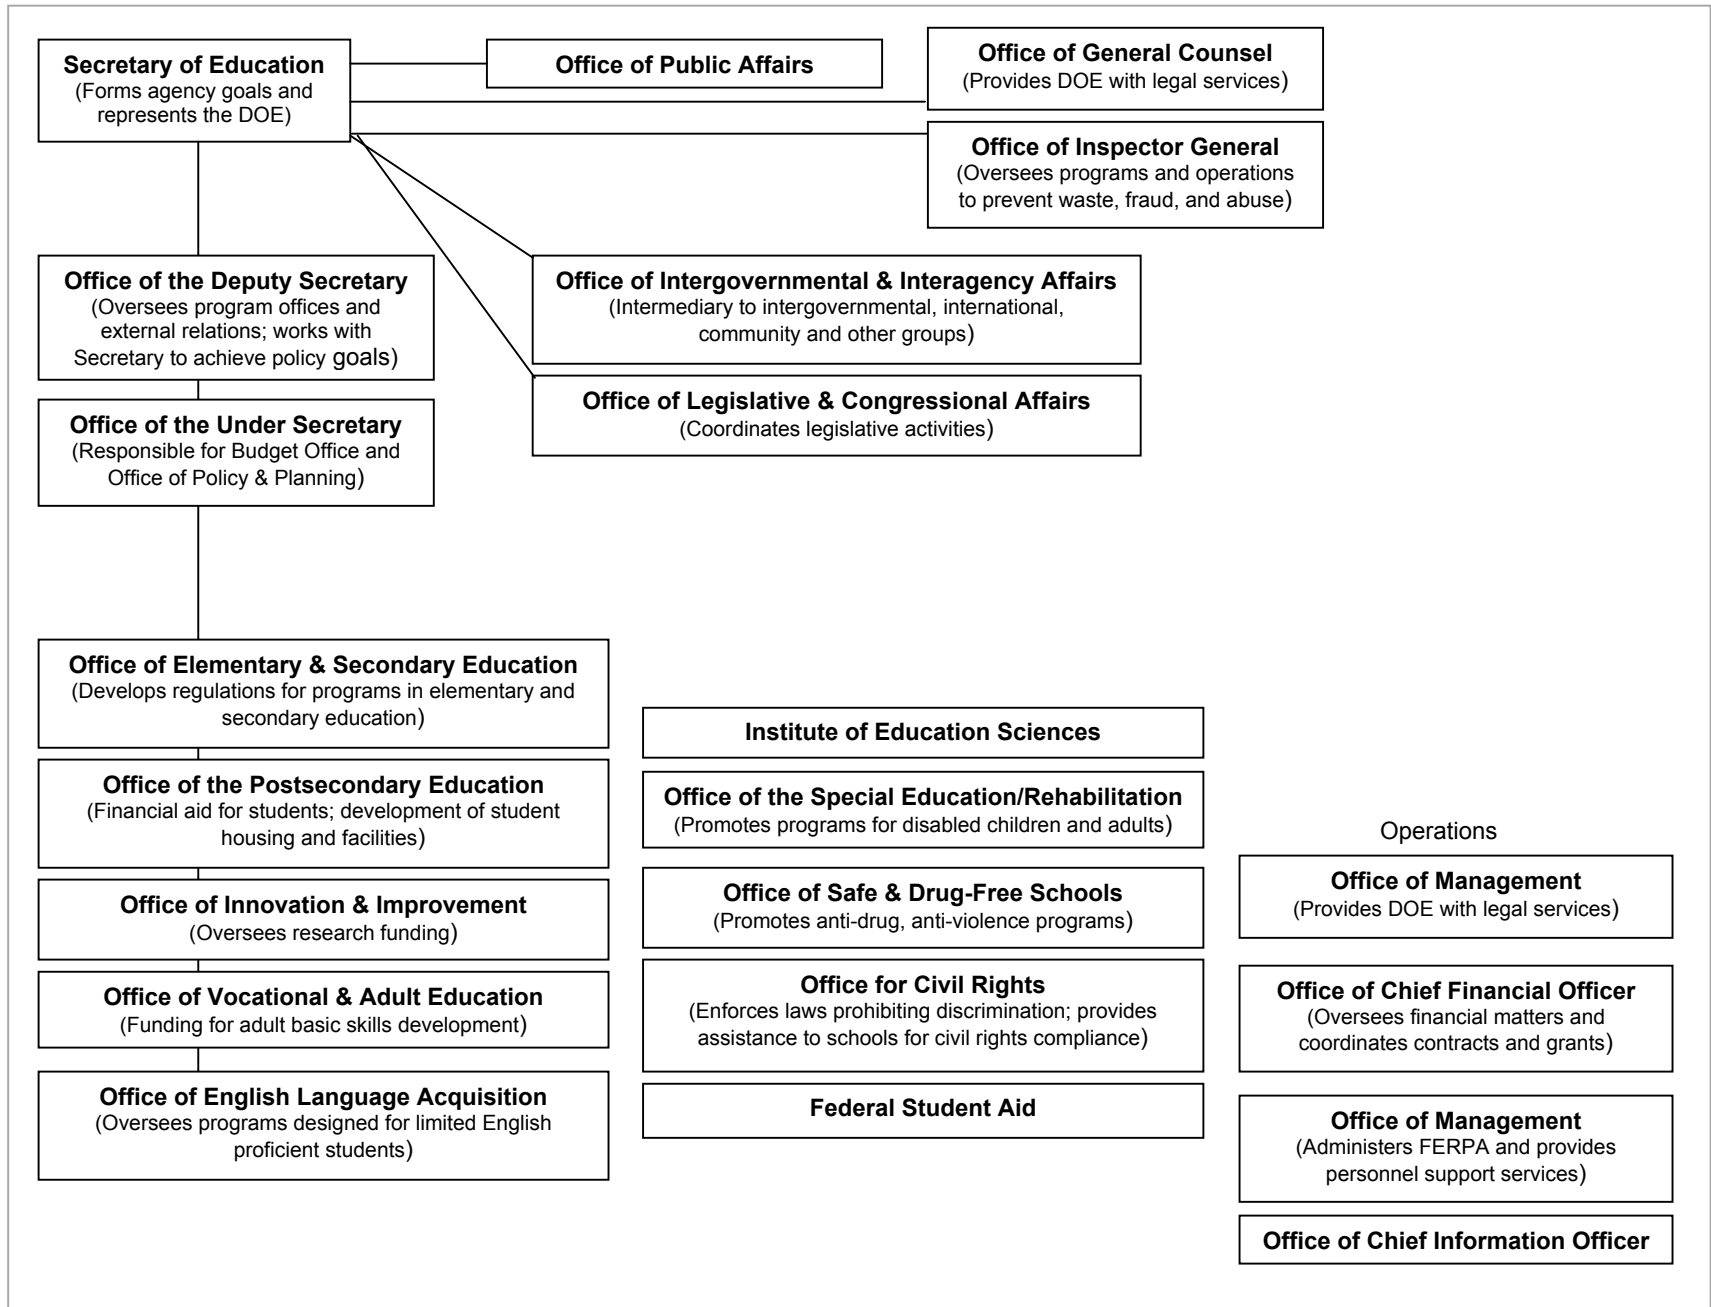 Secretary of Education
(Forms agency goals and
represents the DOE)
Office of Public Affairs
Office of General Counsel
(Provides DOE with legal services)
Office of Inspector General
(Oversees programs and operations
to prevent waste, fraud, and abuse)
Office of the Deputy Secretary
(Oversees program offices and
external relations; works with
Secretary to achieve policy goals)
Office of Intergovernmental & Interagency Affairs
(Intermediary to intergovernmental, international,
community and other groups)
Office of the Under Secretary
(Responsible for Budget Office and
Office of Policy & Planning)
Office of Legislative & Congressional Affairs
(Coordinates legislative activities)
Office of Elementary & Secondary Education
(Develops regulations for programs in elementary and
secondary education)
Office of the Postsecondary Education
(Financial aid for students; development of student
housing and facilities)
Office of Innovation & Improvement
(Oversees research funding)
Office of Vocational & Adult Education
(Funding for adult basic skills development)
Office of English Language Acquisition
(Oversees programs designed for limited English
proficient students)
Institute of Education Sciences
Office of the Special Education/Rehabilitation
(Promotes programs for disabled children and adults)
Office of Safe & Drug-Free Schools
(Promotes anti-drug, anti-violence programs)
Office for Civil Rights
(Enforces laws prohibiting discrimination; provides
assistance to schools for civil rights compliance)
Federal Student Aid
Operations
Office of Management
(Provides DOE with legal services)
Office of Chief Financial Officer
(Oversees financial matters and
coordinates contracts and grants)
Office of Management
(Administers FERPA and provides
personnel support services)
Office of Chief Information Officer